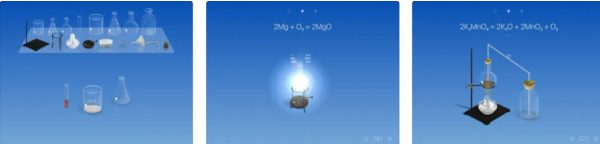 2Mg + O₂ = 2MgO
2K₂MnO₄ = 2K₂O + 2MnO₂ + O₂